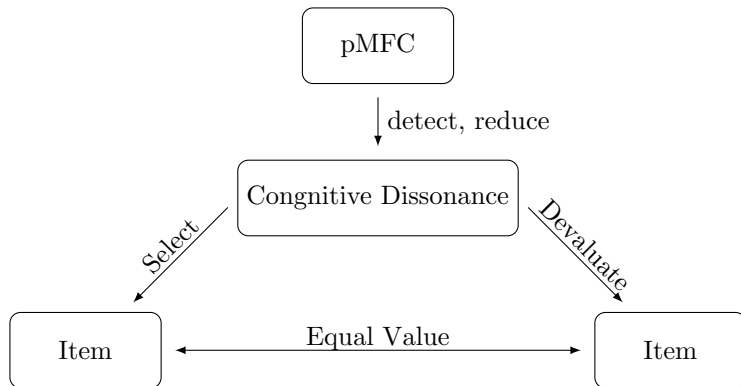 pMFC
detect, reduce
Congnitive Dissonance
Select
Devaluate
Equal Value
Item
Item